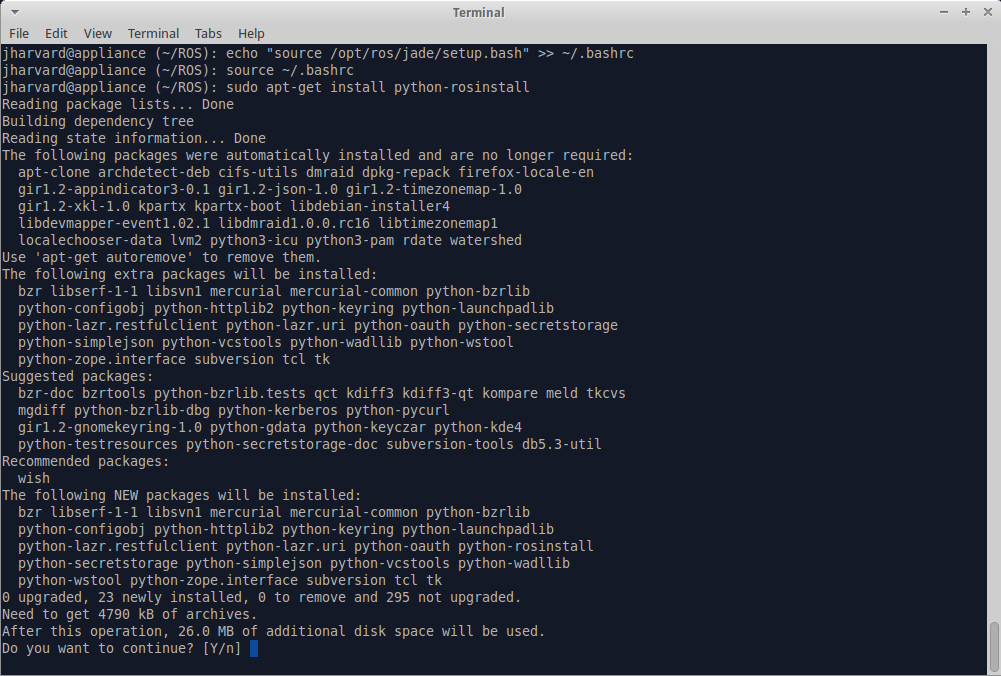 Terminal
File Edit View Terminal Tabs Help
jharvard@appliance (~/ROS): echo "source /opt/ros/jade/setup.bash" >> ~/.bashrc
jharvard@appliance (~/ROS): source ~/.bashrc
jharvard@appliance (~/ROS): sudo apt-get install python-rosinstall
Reading package lists... Done
Building dependency tree
Reading state information... Done
The following packages were automatically installed and are no longer required:
  apt-clone archdetect-deb cifs-utils dmraid dpkg-repack firefox-locale-en
  gir1.2-appindicator3-0.1 gir1.2-json-1.0 gir1.2-timezonemap-1.0
  gir1.2-xkl-1.0 kpartx kpartx-boot libdebian-installer4
  libdevmapper-event1.02.1 libdmraid1.0.0.rc16 libtimezonemap1
  localechooser-data lvm2 python3-icu python3-pam rdate watershed
Use 'apt-get autoremove' to remove them.
The following extra packages will be installed:
  bzr libserf-1-1 libsvn1 mercurial mercurial-common python-bzrlib
  python-configobj python-httplib2 python-keyring python-launchpadlib
  python-lazr.restfulclient python-lazr.uri python-oauth python-secretstorage
  python-simplejson python-vcstools python-wadllib python-wstool
  python-zope.interface subversion tcl tk
Suggested packages:
  bzr-doc bzrtools python-bzrlib.tests qct kdiff3 kdiff3-qt kompare meld tkcvs
  mgdiff python-bzrlib-dbg python-kerberos python-pycurl
  gir1.2-gnomekeyring-1.0 python-gdata python-keyczar python-kde4
  python-testresources python-secretstorage-doc subversion-tools db5.3-util
Recommended packages:
  wish
The following NEW packages will be installed:
  bzr libserf-1-1 libsvn1 mercurial mercurial-common python-bzrlib
  python-configobj python-httplib2 python-keyring python-launchpadlib
  python-lazr.restfulclient python-lazr.uri python-oauth python-rosinstall
  python-secretstorage python-simplejson python-vcstools python-wadllib
  python-wstool python-zope.interface subversion tcl tk
0 upgraded, 23 newly installed, 0 to remove and 295 not upgraded.
Need to get 4790 kB of archives.
After this operation, 26.0 MB of additional disk space will be used.
Do you want to continue? [Y/n]